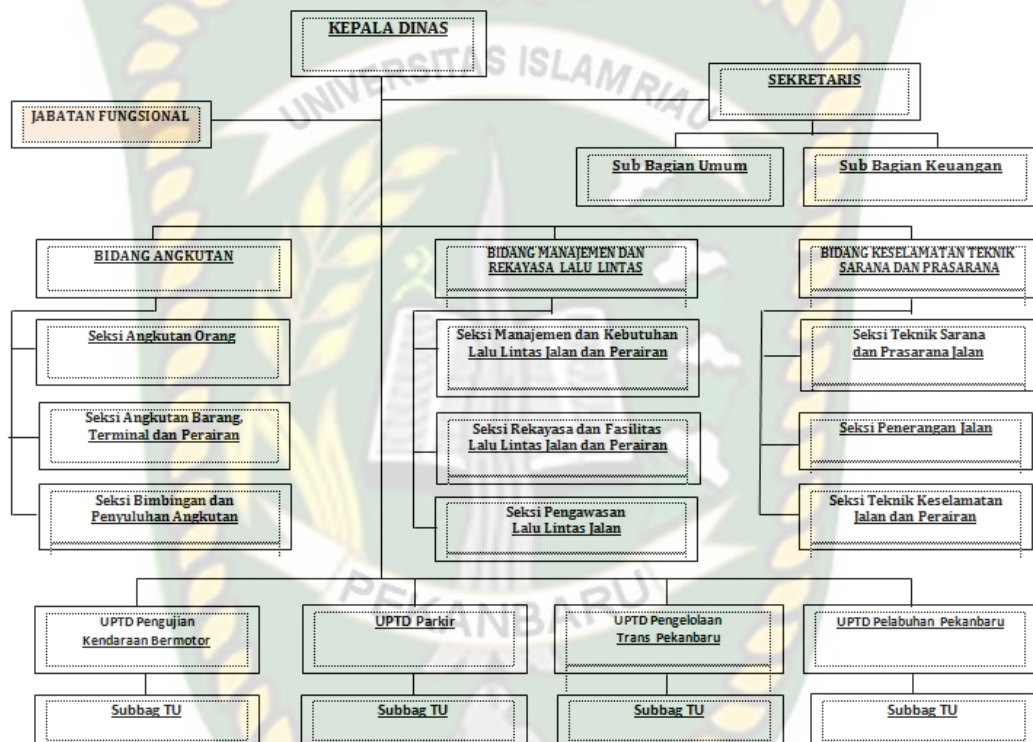 KEPALA DINAS
UNIVERSITAS ISLAM RIAU
SEKRETARIS
JABATAN FUNGSIONAL
Sub Bagian Umum
Sub Bagian Keuangan
BIDANG ANGKUTAN
BIDANG MANAJEMEN DAN
REKAYASA LALU LINTAS
BIDANG KESELAMATAN TEKNIK
SARANA DAN PRASARANA
Seksi Angkutan Orang
Seksi Manajemen dan Kebutuhan
Lalu Lintas Jalan dan Perairan
Seksi Teknik Sarana
dan Prasarana Jalan
Seksi Angkutan Barang,
Terminal dan Perairan
Seksi Rekayasa dan Fasilitas
Lalu Lintas Jalan dan Perairan
Seksi Penerangan Jalan
Seksi Bimbingan dan
Penyuluhan Angkutan
Seksi Pengawasan
Lalu Lintas Jalan
Seksi Teknik Keselamatan
Jalan dan Perairan
PEKANBARU
UPTD Pengujian
Kendaraan Bermotor
UPTD Parkir
UPTD Pengelolaan
Trans Pekanbaru
UPTD Pelabuhan Pekanbaru
Subbag TU
Subbag TU
Subbag TU
Subbag TU